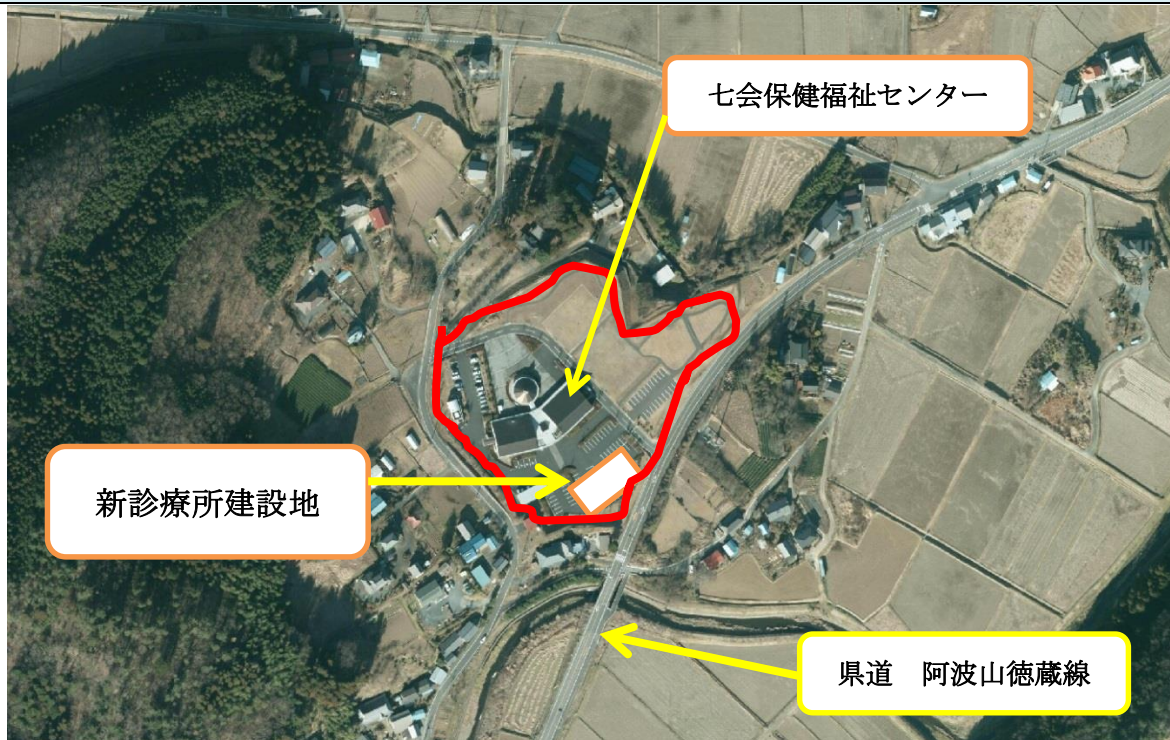 七会保健福祉センター
新診療所建設地
県道　阿波山徳蔵線